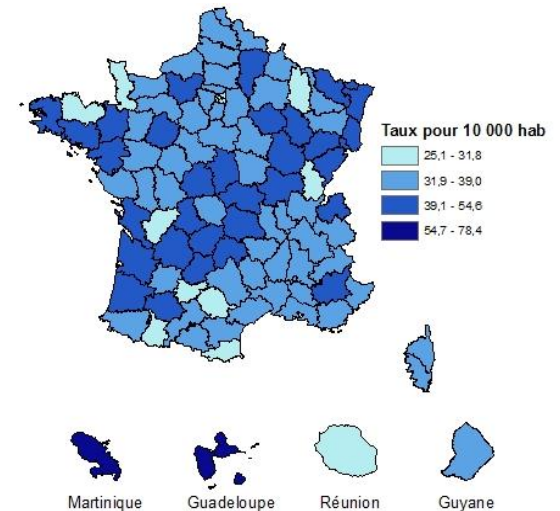 Taux pour 10 000 hab
25,1 - 31,8
31,9 - 39,0
39,1 - 54,6
54,7 - 78,4
Martinique Guadeloupe Réunion Guyane